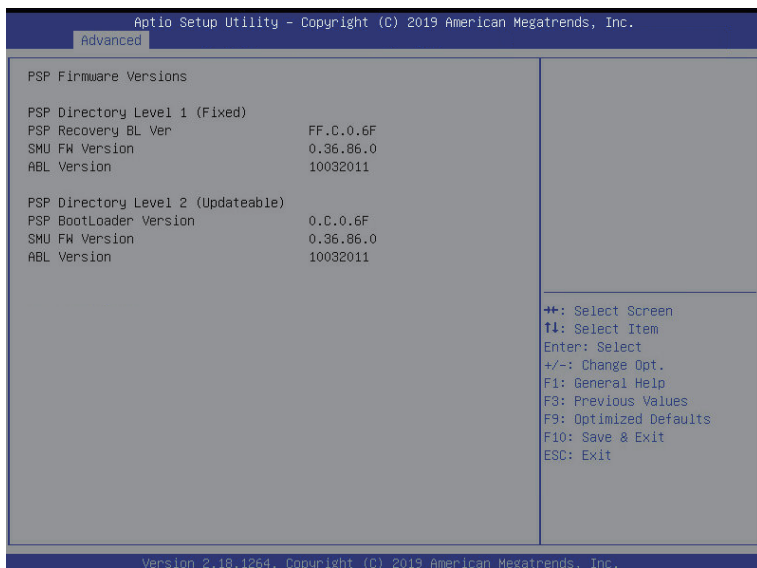 Aptio Setup Utility – Copyright (C) 2019 American Megatrends, Inc.
Advanced
PSP Firmware Versions
PSP Directory Level 1 (Fixed)
PSP Recovery BL Ver FF.C.0.6F
SMU FW Version 0.36.86.0
ABL Version 10032011
PSP Directory Level 2 (Updateable)
PSP BootLoader Version 0.C.0.6F
SMU FW Version 0.36.86.0
ABL Version 10032011
→←: Select Screen
↑↓: Select Item
Enter: Select
+/-: Change Opt.
F1: General Help
F3: Previous Values
F9: Optimized Defaults
F10: Save & Exit
ESC: Exit
Version 2.18.1264. Copyright (C) 2019 American Megatrends, Inc.